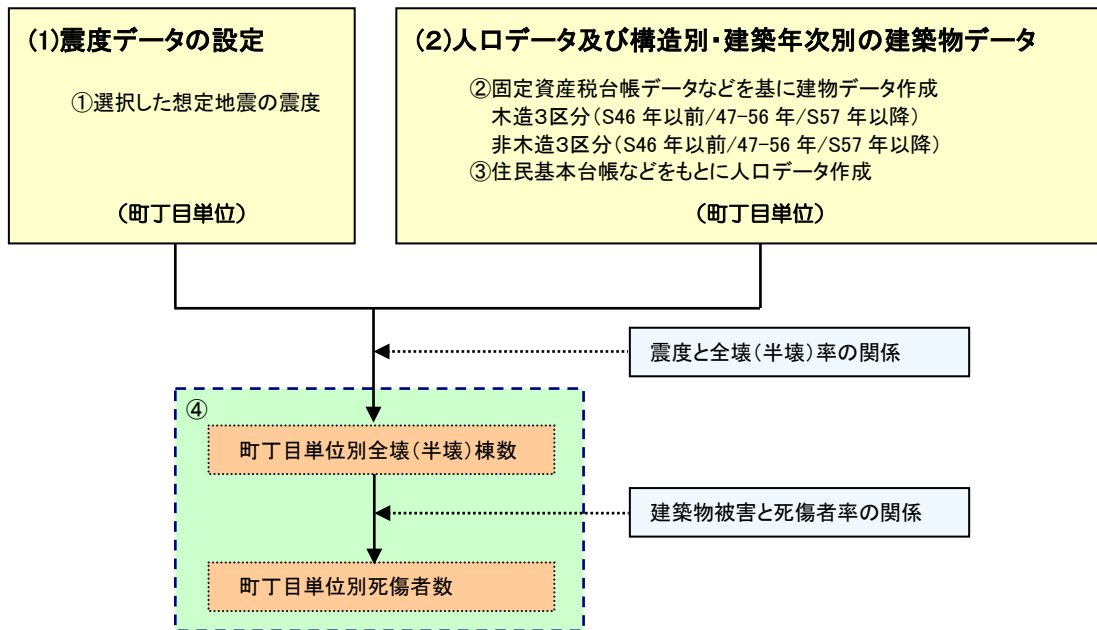 (1)震度データの設定
①選択した想定地震の震度
(町丁目単位)
(2)人口データ及び構造別・建築年次別の建築物データ
②固定資産税台帳データなどを基に建物データ作成
木造3区分(S46 年以前/47-56 年/S57 年以降)
非木造3区分(S46 年以前/47-56 年/S57 年以降)
③住民基本台帳などをもとに人口データ作成
(町丁目単位)
震度と全壊(半壊)率の関係
④
町丁目単位別全壊(半壊)棟数
建築物被害と死傷者率の関係
町丁目単位別死傷者数